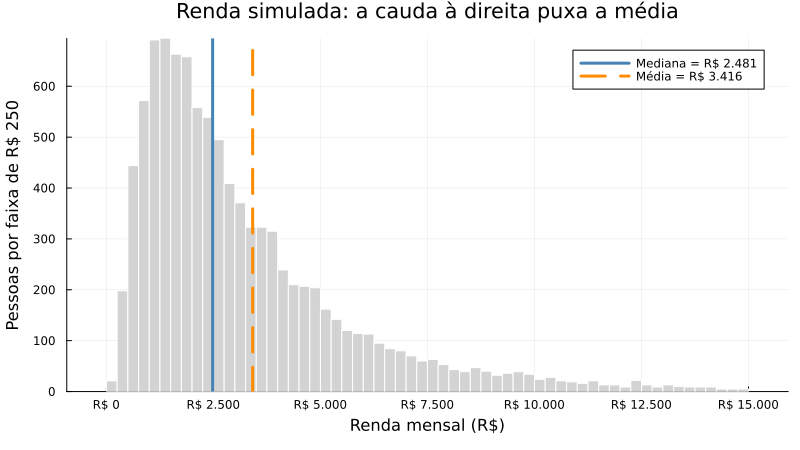 Renda simulada: a cauda à direita puxa a média
Mediana = R$ 2.481
Média = R$ 3.416
Pessoas por faixa de R$ 250
600
500
400
300
200
100
0
R$ 0
R$ 2.500
R$ 5.000
R$ 7.500
R$ 10.000
R$ 12.500
R$ 15.000
Renda mensal (R$)